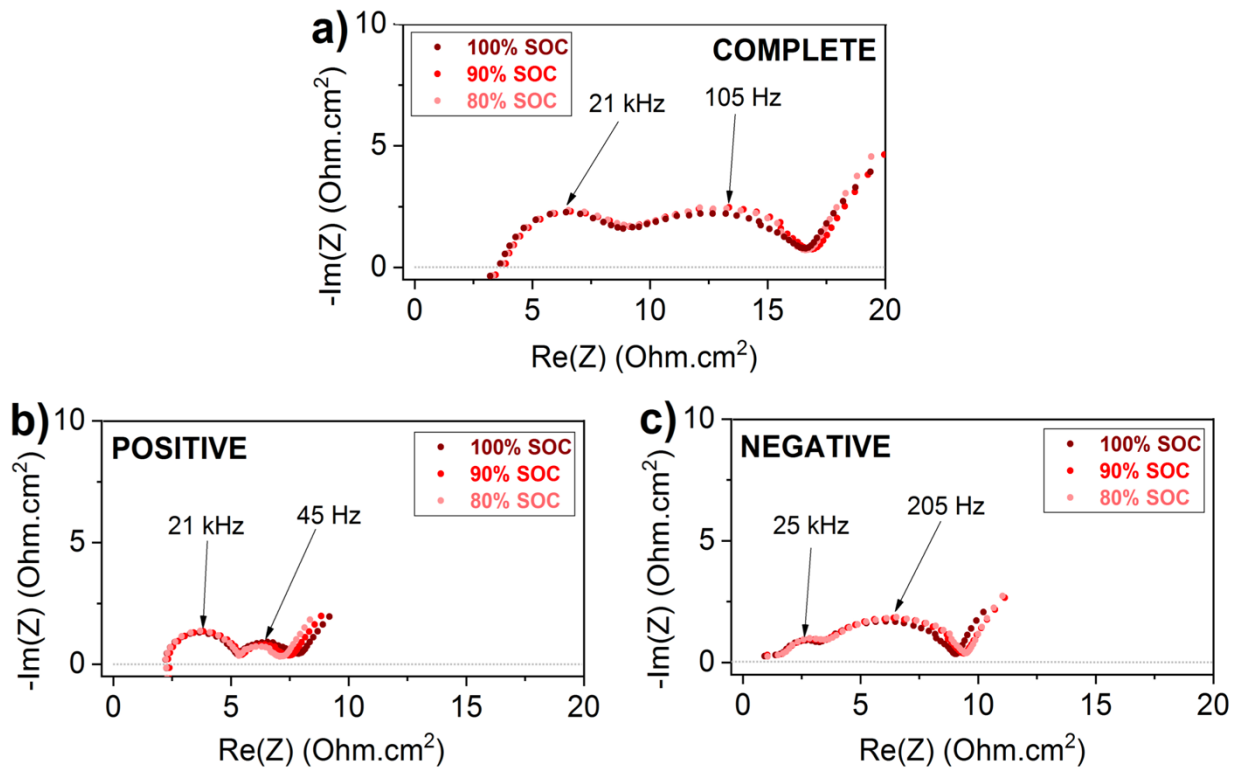 a)
COMPLETE
100% SOC
90% SOC
80% SOC
21 kHz
105 Hz
10
5
0
-Im(Z) (Ohm.cm²)
0 5 10 15 20
Re(Z) (Ohm.cm²)
b)
POSITIVE
100% SOC
90% SOC
80% SOC
21 kHz
45 Hz
10
5
0
-Im(Z) (Ohm.cm²)
0 5 10 15 20
Re(Z) (Ohm.cm²)
c)
NEGATIVE
100% SOC
90% SOC
80% SOC
25 kHz
205 Hz
10
5
0
-Im(Z) (Ohm.cm²)
0 5 10 15 20
Re(Z) (Ohm.cm²)